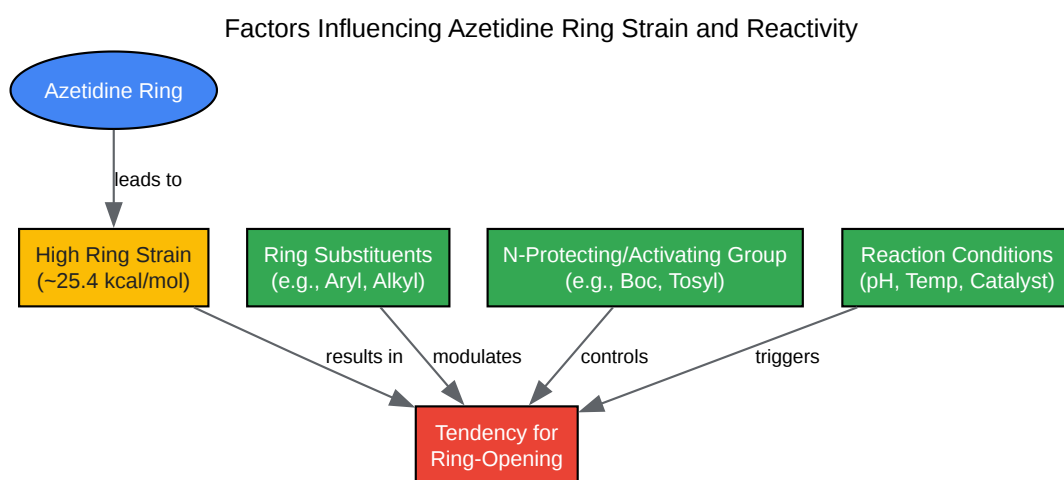 Factors Influencing Azetidine Ring Strain and Reactivity
Azetidine Ring
leads to
High Ring Strain
(~25.4 kcal/mol)
Ring Substituents
(e.g., Aryl, Alkyl)
N-Protecting/Activating Group
(e.g., Boc, Tosyl)
Reaction Conditions
(pH, Temp, Catalyst)
results in
modulates
controls
triggers
Tendency for
Ring-Opening